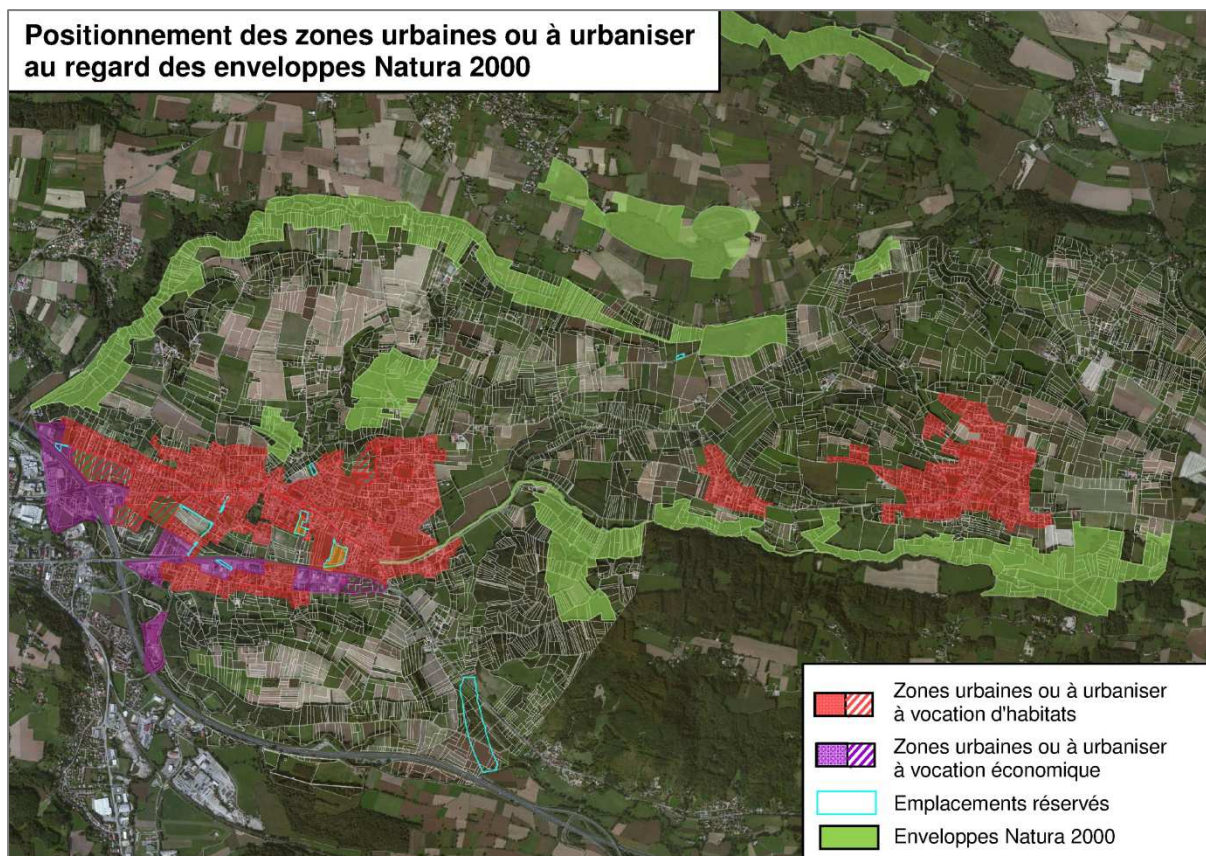 Positionnement des zones urbaines ou à urbaniser
au regard des enveloppes Natura 2000
Zones urbaines ou à urbaniser
à vocation d'habitats
Zones urbaines ou à urbaniser
à vocation économique
Emplacements réservés
Enveloppes Natura 2000